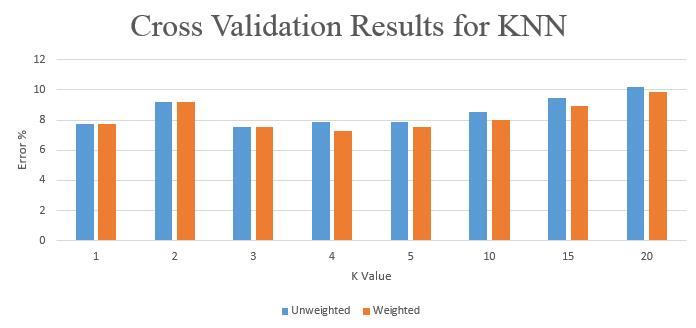 Cross Validation Results for KNN
12
10
8
6
4
2
0
Error %
1 2 3 4 5 10 15 20
K Value
Unweighted Weighted